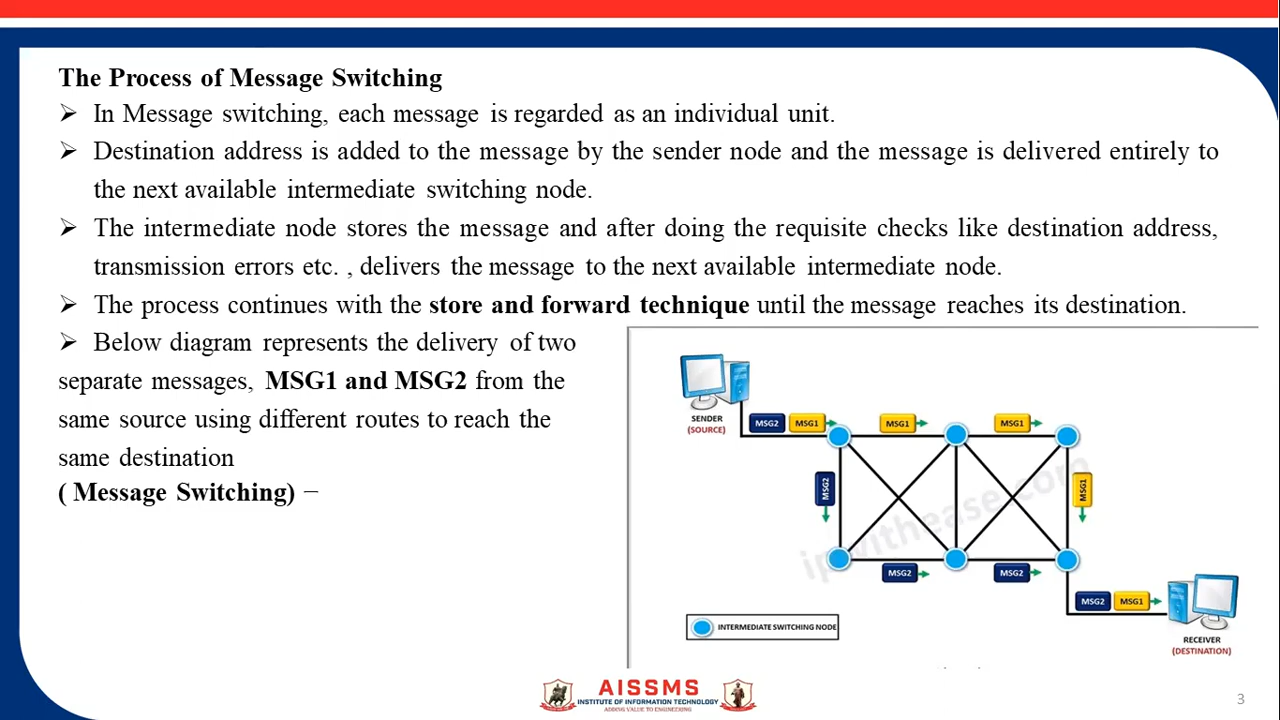 The Process of Message Switching
➢ In Message switching, each message is regarded as an individual unit.
➢ Destination address is added to the message by the sender node and the message is delivered entirely to
the next available intermediate switching node.
➢ The intermediate node stores the message and after doing the requisite checks like destination address,
transmission errors etc. , delivers the message to the next available intermediate node.
➢ The process continues with the store and forward technique until the message reaches its destination.
➢ Below diagram represents the delivery of two
separate messages, MSG1 and MSG2 from the
same source using different routes to reach the
same destination
( Message Switching) –
SENDER
(SOURCE)
MSG2 MSG1
MSG1
MSG1
MSG2
MSG1
MSG2
MSG2
MSG2 MSG1
ipwithease.com
INTERMEDIATE SWITCHING NODE
RECEIVER
(DESTINATION)
AISSMS
INSTITUTE OF INFORMATION TECHNOLOGY
ADDING VALUE TO ENGINEERING
3